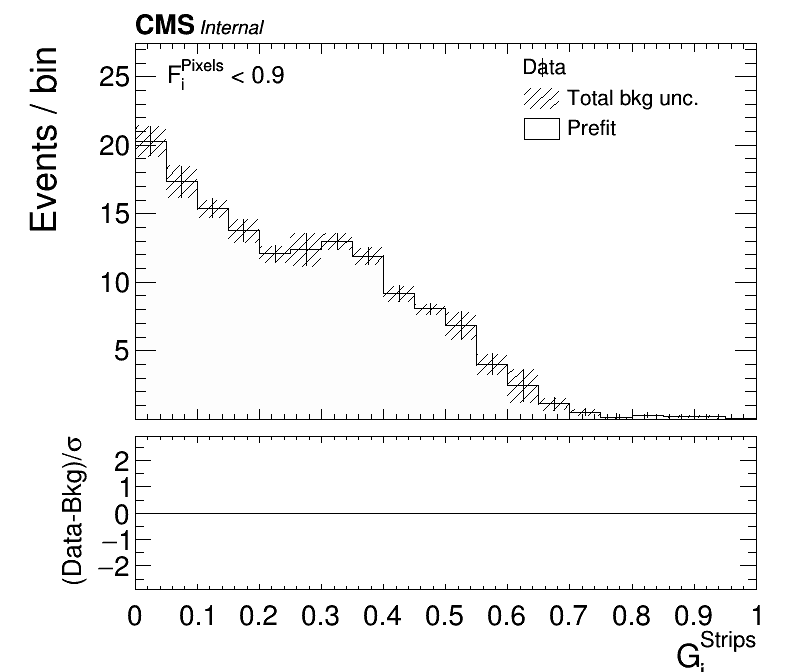 CMS Internal
F_i^Pixels < 0.9
Data
Total bkg unc.
Prefit
Events / bin
25
20
15
10
5
(Data-Bkg)/σ
2
1
0
−1
−2
0 0.1 0.2 0.3 0.4 0.5 0.6 0.7 0.8 0.9 1
G_i^Strips